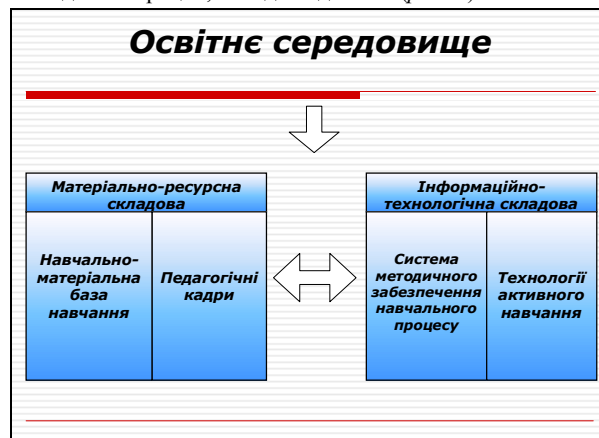 Освітнє середовище
Матеріально-ресурсна
складова
Навчально-
матеріальна
база
навчання
Педагогічні
кадри
Інформаційно-
технологічна складова
Система
методичного
забезпечення
навчального
процесу
Технології
активного
навчання